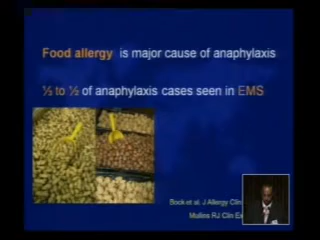 Food allergy is major cause of anaphylaxis
½ to ½ of anaphylaxis cases seen in EMS
Bock et al. J Allergy Clin
Mullins RJ Clin Ex